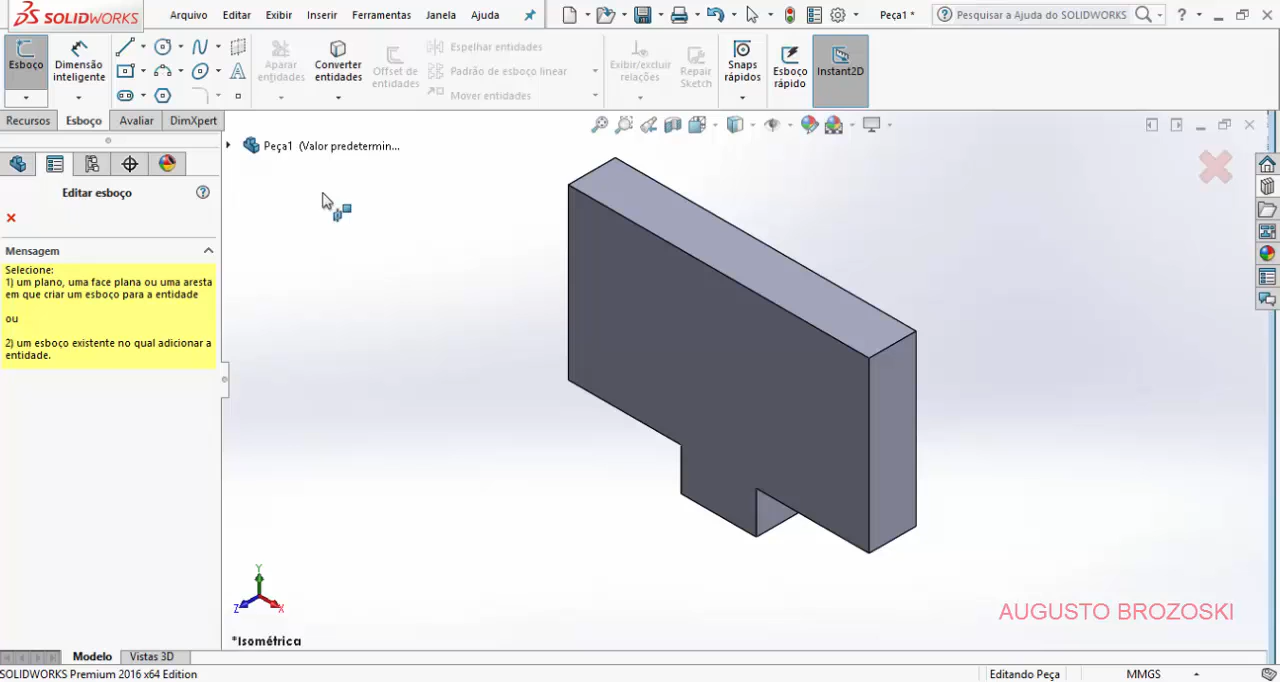 SOLIDWORKS
Arquivo Editar Exibir Inserir Ferramentas Janela Ajuda
Peça1 *
Pesquisar a Ajuda do SOLIDWORKS
Esboço
Dimensão inteligente
Aparar entidades
Converter entidades
Offset de entidades
Espelhar entidades
Padrão de esboço linear
Mover entidades
Exibir/excluir relações
Repair Sketch
Snaps rápidos
Esboço rápido
Instant2D
Recursos Esboço Avaliar DimXpert
Peça1 (Valor predetermin...
Editar esboço
Mensagem
Selecione:
1) um plano, uma face plana ou uma aresta
em que criar um esboço para a entidade
ou
2) um esboço existente no qual adicionar a
entidade.
Y
Z X
*Isométrica
AUGUSTO BROZOSKI
Modelo Vistas 3D
SOLIDWORKS Premium 2016 x64 Edition
Editando Peça MMGS